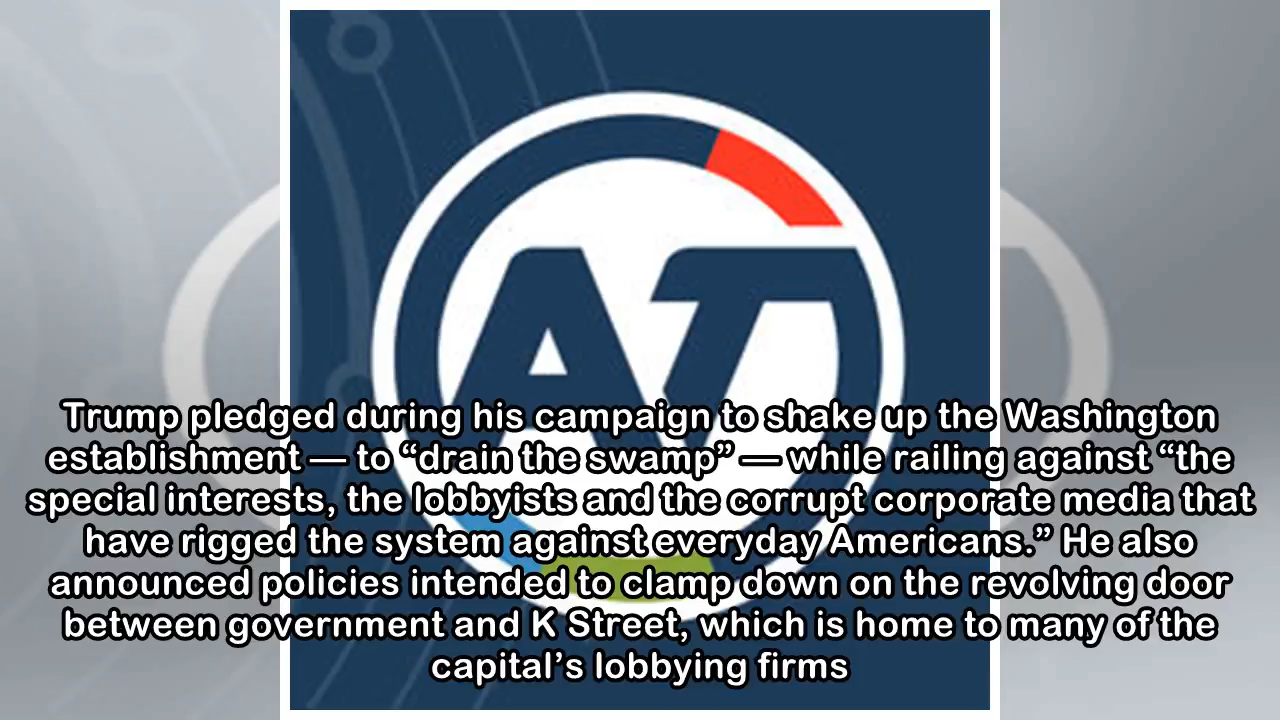 AT
Trump pledged during his campaign to shake up the Washington
establishment — to “drain the swamp” — while railing against “the
special interests, the lobbyists and the corrupt corporate media that
have rigged the system against everyday Americans.” He also
announced policies intended to clamp down on the revolving door
between government and K Street, which is home to many of the
capital’s lobbying firms